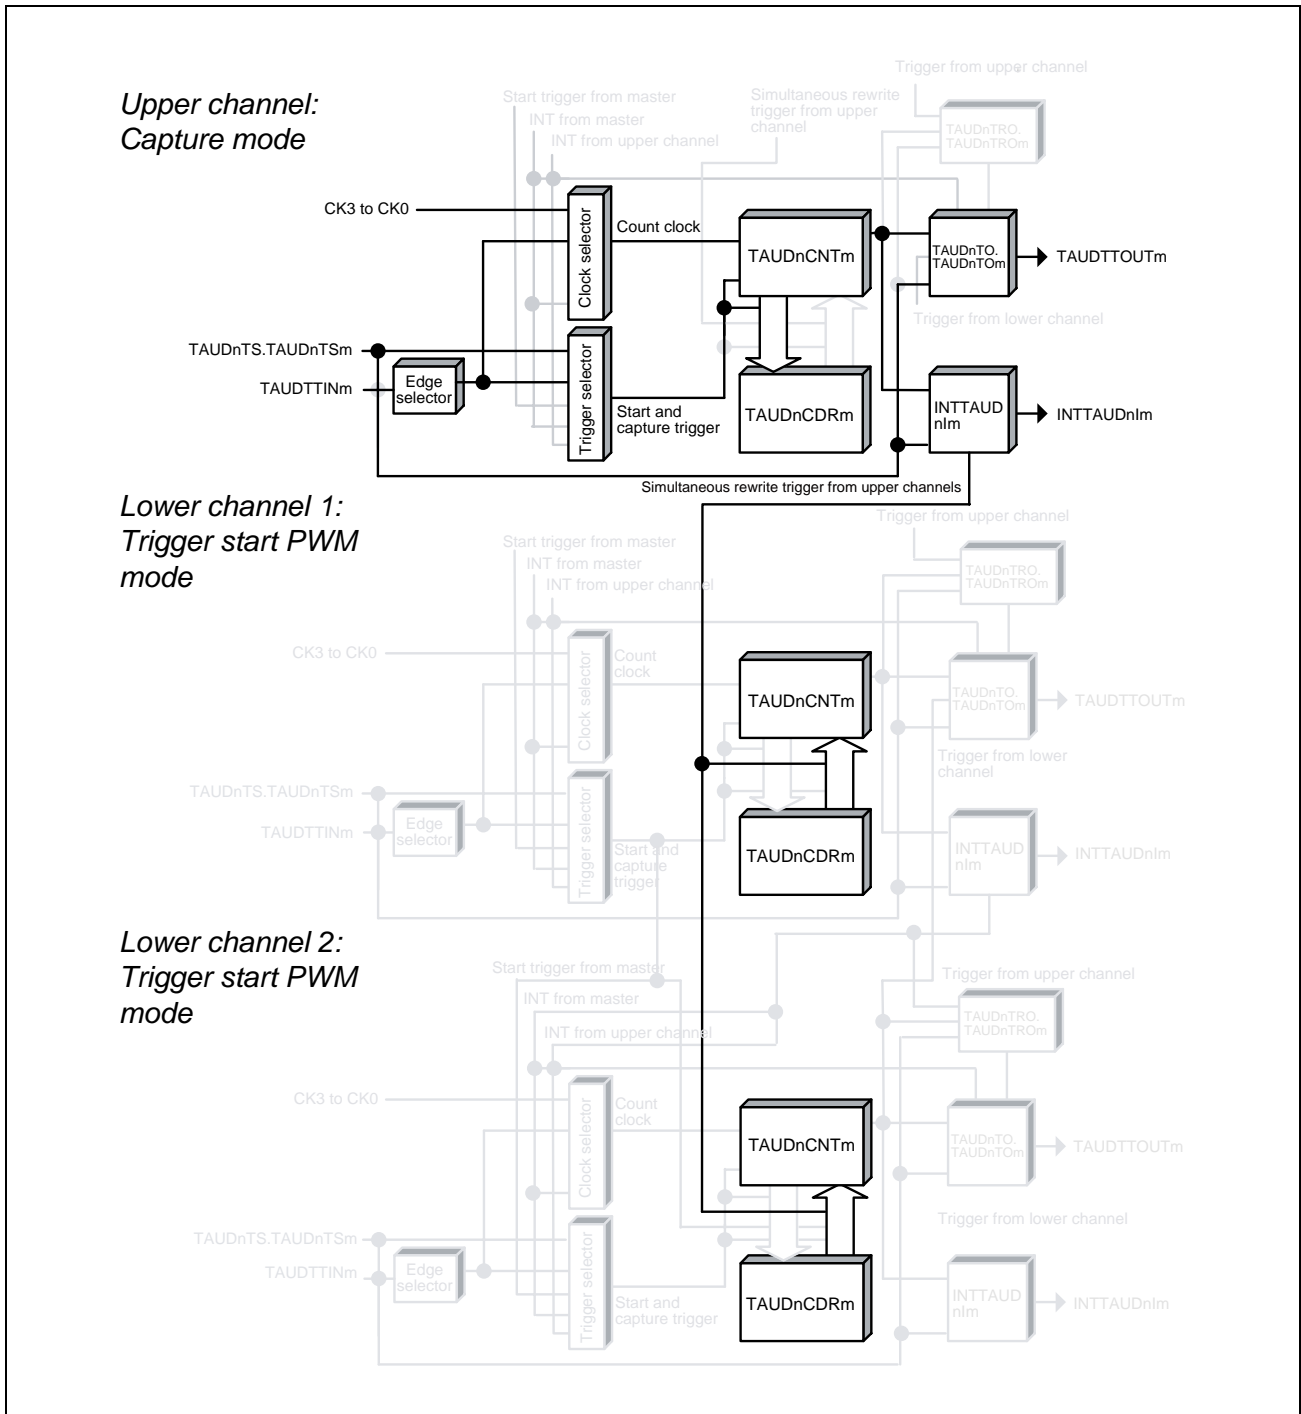 Upper channel:
Capture mode
Trigger from upper channel
Start trigger from master
INT from master
INT from upper channel
Simultaneous rewrite
trigger from upper
channel
TAUDnTRO.
TAUDnTROm
CK3 to CK0
Clock selector
Count clock
TAUDnCNTm
TAUDnTO.
TAUDnTOm
TAUDTTOUTm
Trigger from lower channel
TAUDnTS.TAUDnTSm
TAUDTTINm
Edge
selector
Trigger selector
Start and
capture trigger
TAUDnCDRm
INTTAUD
nIm
INTTAUDnIm
Simultaneous rewrite trigger from upper channels
Lower channel 1:
Trigger start PWM
mode
Trigger from upper channel
Start trigger from master
INT from master
INT from upper channel
TAUDnTRO.
TAUDnTROm
CK3 to CK0
Clock selector
Count
clock
TAUDnCNTm
TAUDnTO.
TAUDnTOm
TAUDTTOUTm
Trigger from lower
channel
TAUDnTS.TAUDnTSm
TAUDTTINm
Edge
selector
Trigger selector
Start and
capture
trigger
TAUDnCDRm
INTTAUD
nIm
INTTAUDnIm
Lower channel 2:
Trigger start PWM
mode
Start trigger from master
INT from master
INT from upper channel
Trigger from upper channel
TAUDnTRO.
TAUDnTROm
CK3 to CK0
Clock selector
Count
clock
TAUDnCNTm
TAUDnTO.
TAUDnTOm
TAUDTTOUTm
Trigger from lower channel
TAUDnTS.TAUDnTSm
TAUDTTINm
Edge
selector
Trigger selector
Start and
capture trigger
TAUDnCDRm
INTTAUD
nIm
INTTAUDnIm